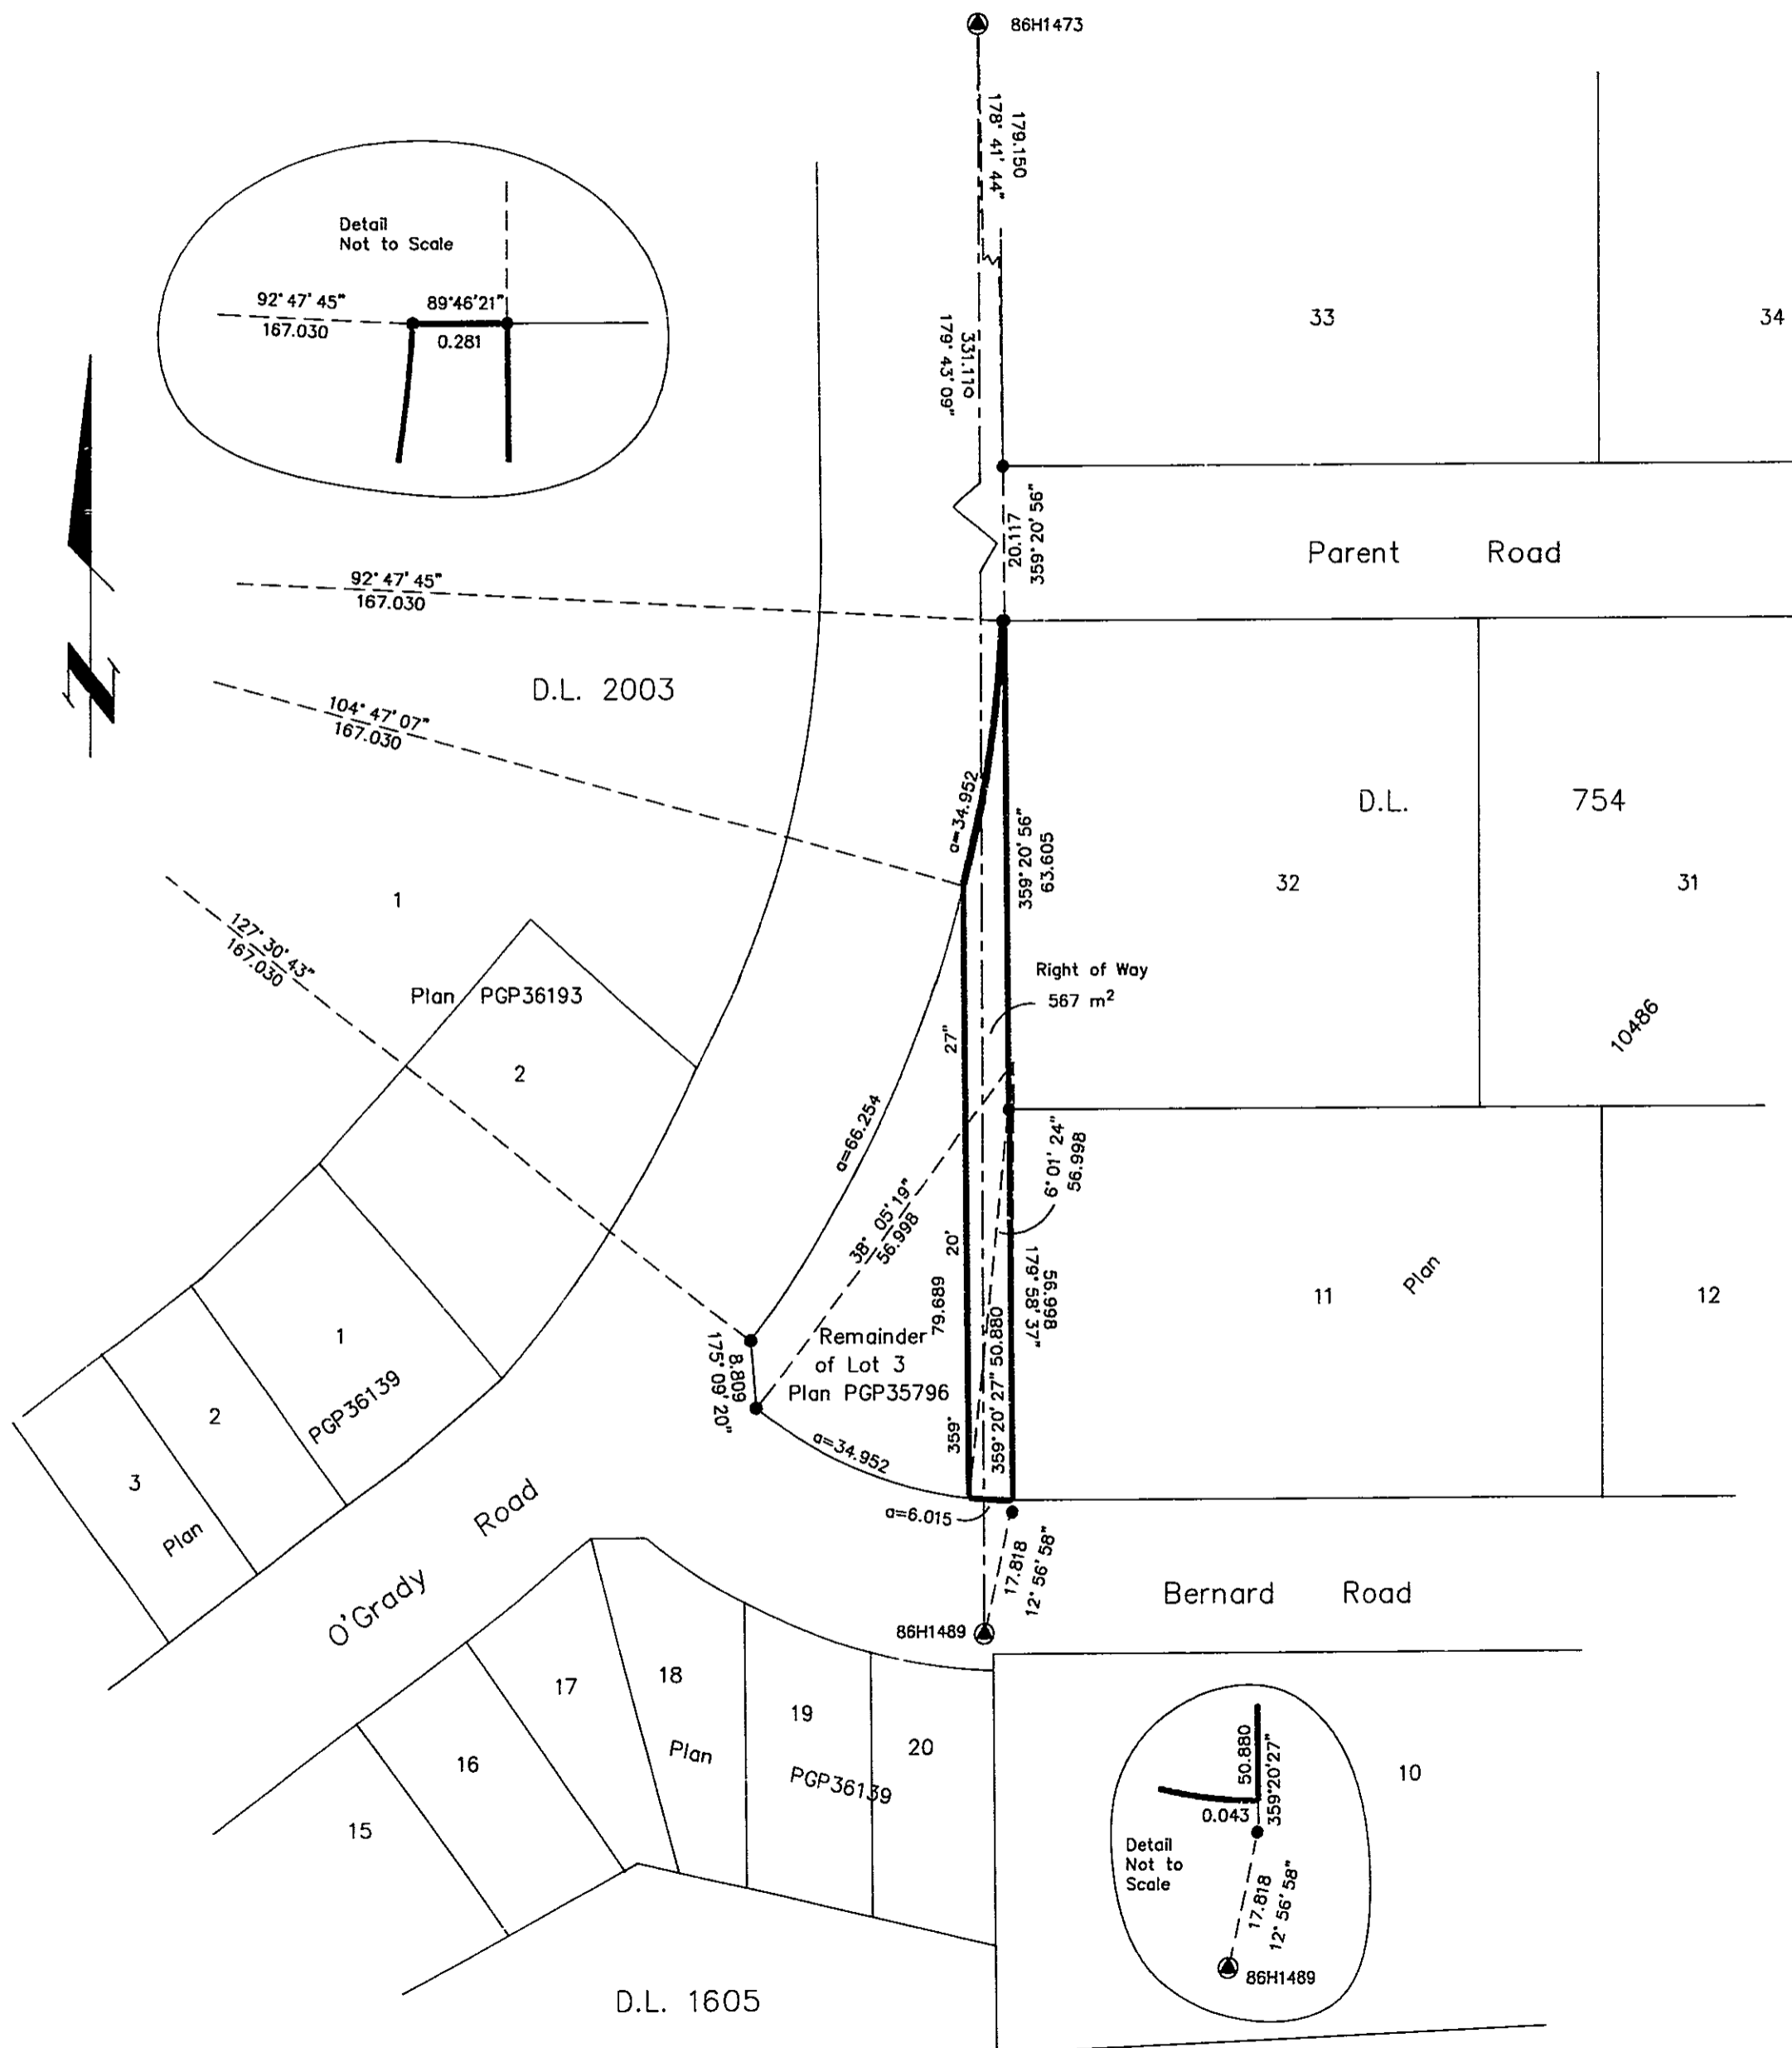 86H1473
179.150
178° 41' 44"
Detail
Not to Scale
92° 47' 45"
167.030
89°46'21"
0.281
33
34
331.110
179° 43' 09"
20.117
359° 20' 56"
Parent Road
92° 47' 45"
167.030
N
D.L. 2003
104° 47' 07"
167.030
a=34.952
359° 20' 56"
63.605
D.L. 754
32
31
1
127° 30' 43"
167.030
Plan PGP36193
2
Right of Way
567 m²
10486
a=66.254
38° 05' 19"
56.998
359° 20' 27"
79.689
6° 01' 24"
56.998
56.998
179° 58' 37"
359° 20' 27" 50.880
11
Plan
12
8.809
175° 09' 20"
Remainder
of Lot 3
Plan PGP35796
a=34.952
a=6.015
1
2
3
Plan
PGP36139
O'Grady Road
17.818
12° 56' 58"
86H1489
Bernard Road
15
16
17
18
19
20
Plan
PGP36139
10
50.880
359°20'27"
0.043
Detail
Not to
Scale
17.818
12° 56' 58"
86H1489
D.L. 1605